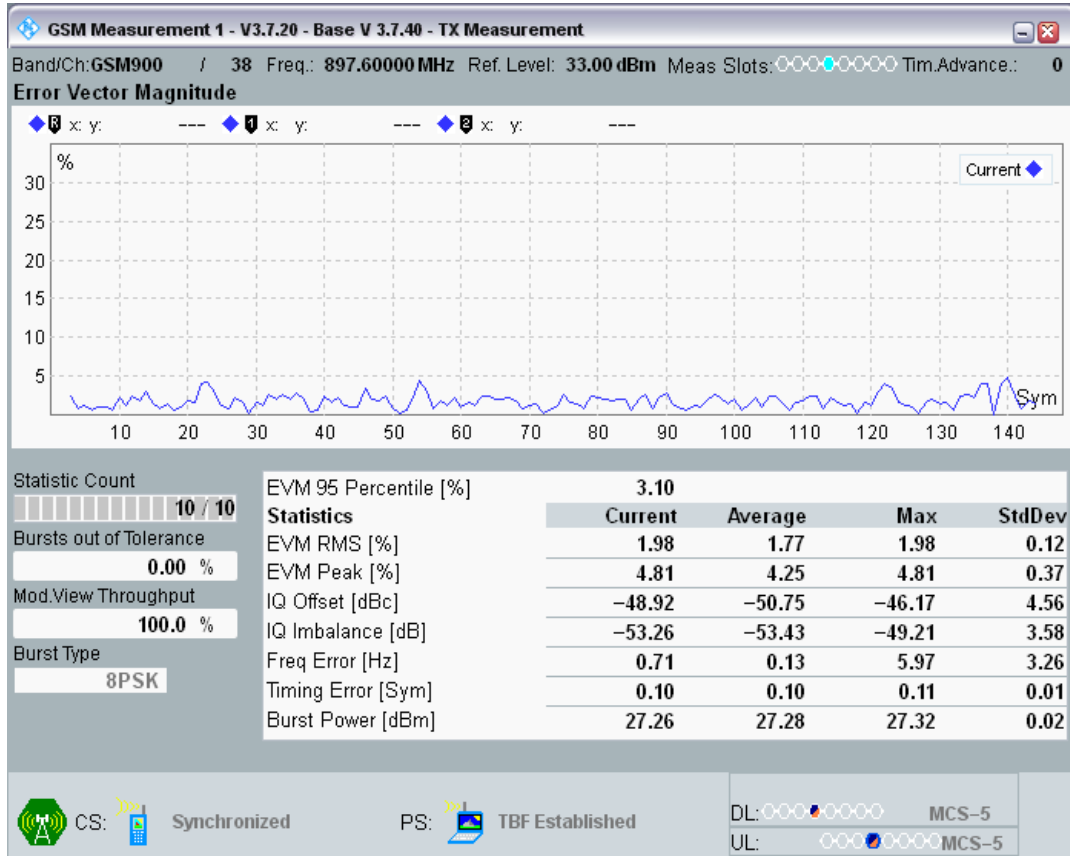 GSM Measurement 1 - V3.7.20 - Base V 3.7.40 - TX Measurement
Band/Ch:GSM900 / 38 Freq.: 897.60000 MHz Ref. Level: 33.00 dBm Meas Slots: Tim.Advance.: 0
Error Vector Magnitude
R x: y: --- 1 x: y: --- 2 x: y: ---
%
Current
30
25
20
15
10
5
Sym
10 20 30 40 50 60 70 80 90 100 110 120 130 140
Statistic Count
10 / 10
Bursts out of Tolerance
0.00 %
Mod.View Throughput
100.0 %
Burst Type
8PSK
EVM 95 Percentile [%] 3.10
Statistics Current Average Max StdDev
EVM RMS [%] 1.98 1.77 1.98 0.12
EVM Peak [%] 4.81 4.25 4.81 0.37
IQ Offset [dBc] −48.92 −50.75 −46.17 4.56
IQ Imbalance [dB] −53.26 −53.43 −49.21 3.58
Freq Error [Hz] 0.71 0.13 5.97 3.26
Timing Error [Sym] 0.10 0.10 0.11 0.01
Burst Power [dBm] 27.26 27.28 27.32 0.02
CS: Synchronized PS: TBF Established
DL: MCS−5
UL: MCS−5